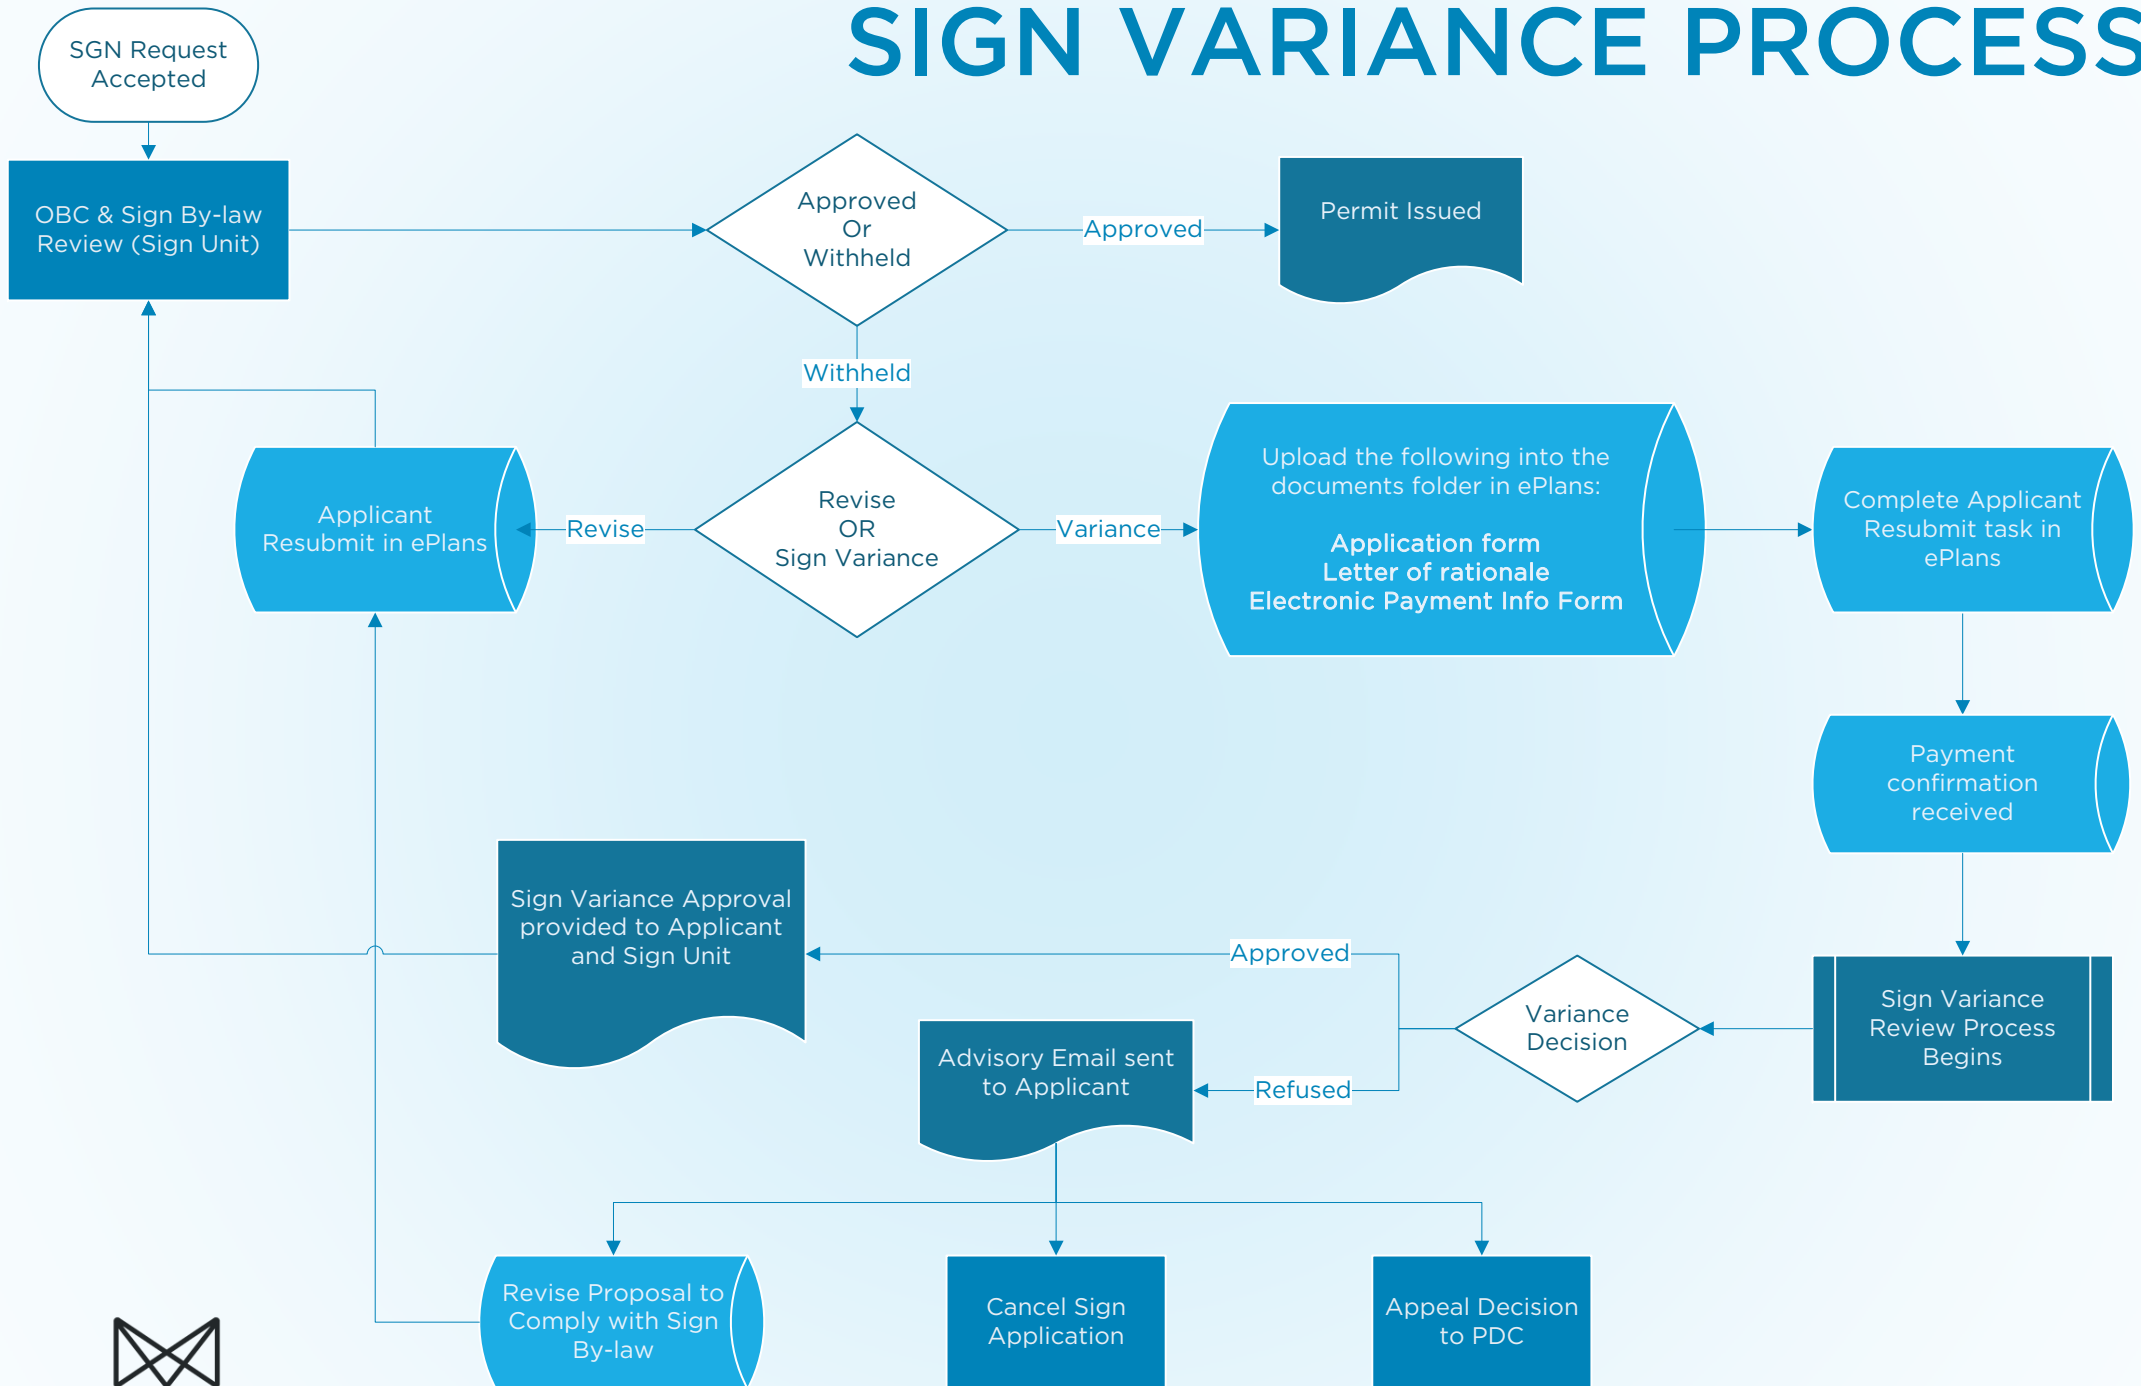 SIGN VARIANCE PROCESS
SGN Request
Accepted
OBC & Sign By-law
Review (Sign Unit)
Approved
Or
Withheld
Approved
Permit Issued
Withheld
Revise
OR
Sign Variance
Revise
Applicant
Resubmit in ePlans
Variance
Upload the following into the
documents folder in ePlans:
Application form
Letter of rationale
Electronic Payment Info Form
Complete Applicant
Resubmit task in
ePlans
Payment
confirmation
received
Sign Variance
Review Process
Begins
Variance
Decision
Approved
Sign Variance Approval
provided to Applicant
and Sign Unit
Refused
Advisory Email sent
to Applicant
Revise Proposal to
Comply with Sign
By-law
Cancel Sign
Application
Appeal Decision
to PDC